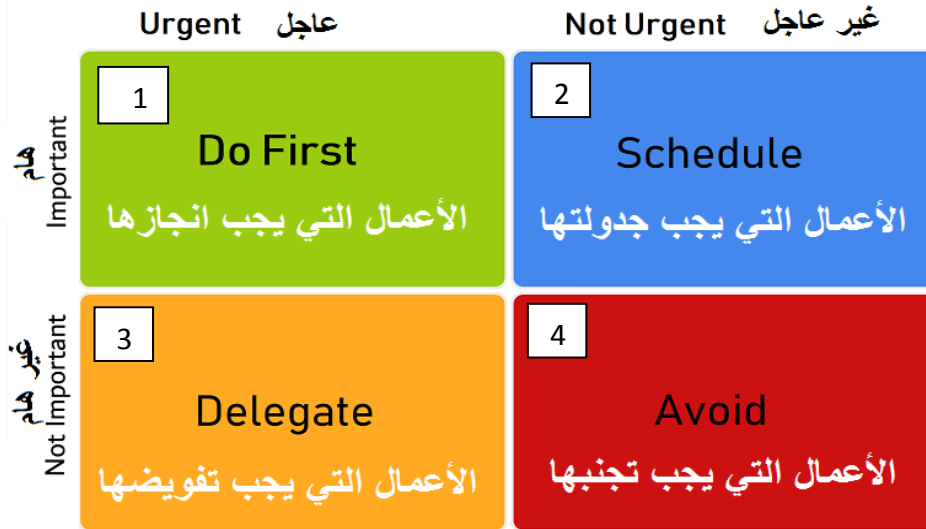 Urgent عاجل
Not Urgent غير عاجل
هام
Important
1
Do First
الأعمال التي يجب انجازها
2
Schedule
الأعمال التي يجب جدولتها
غير هام
Not Important
3
Delegate
الأعمال التي يجب تفويضها
4
Avoid
الأعمال التي يجب تجنبها